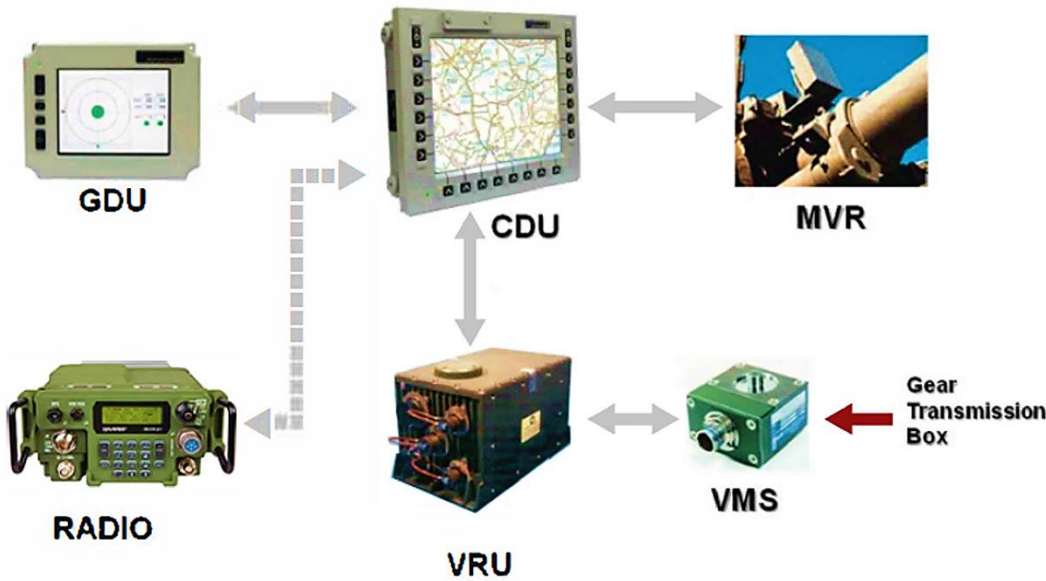 GDU
CDU
MVR
RADIO
VRU
VMS
Gear
Transmission
Box